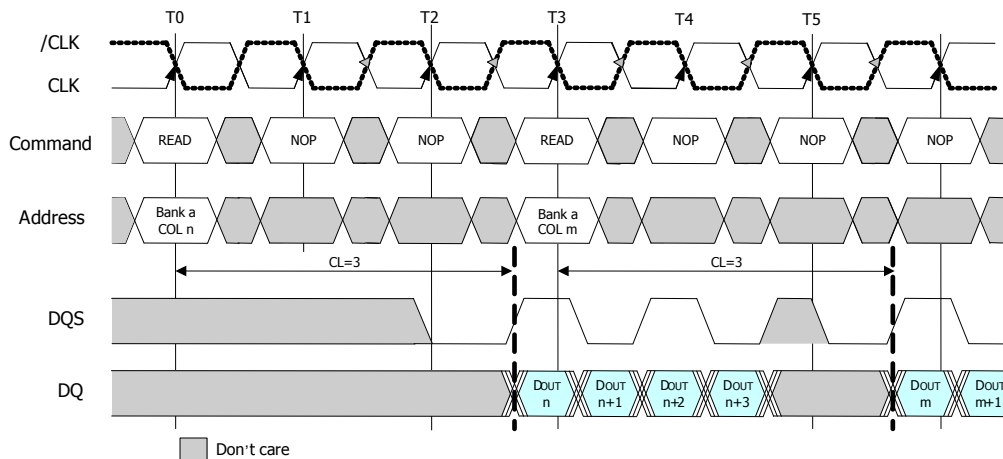 T0 T1 T2 T3 T4 T5
/CLK
CLK
Command READ NOP NOP READ NOP NOP NOP
Address Bank a COL n Bank a COL m
CL=3 CL=3
DQS
DQ DOUT n DOUT n+1 DOUT n+2 DOUT n+3 DOUT m DOUT m+1
Don't care